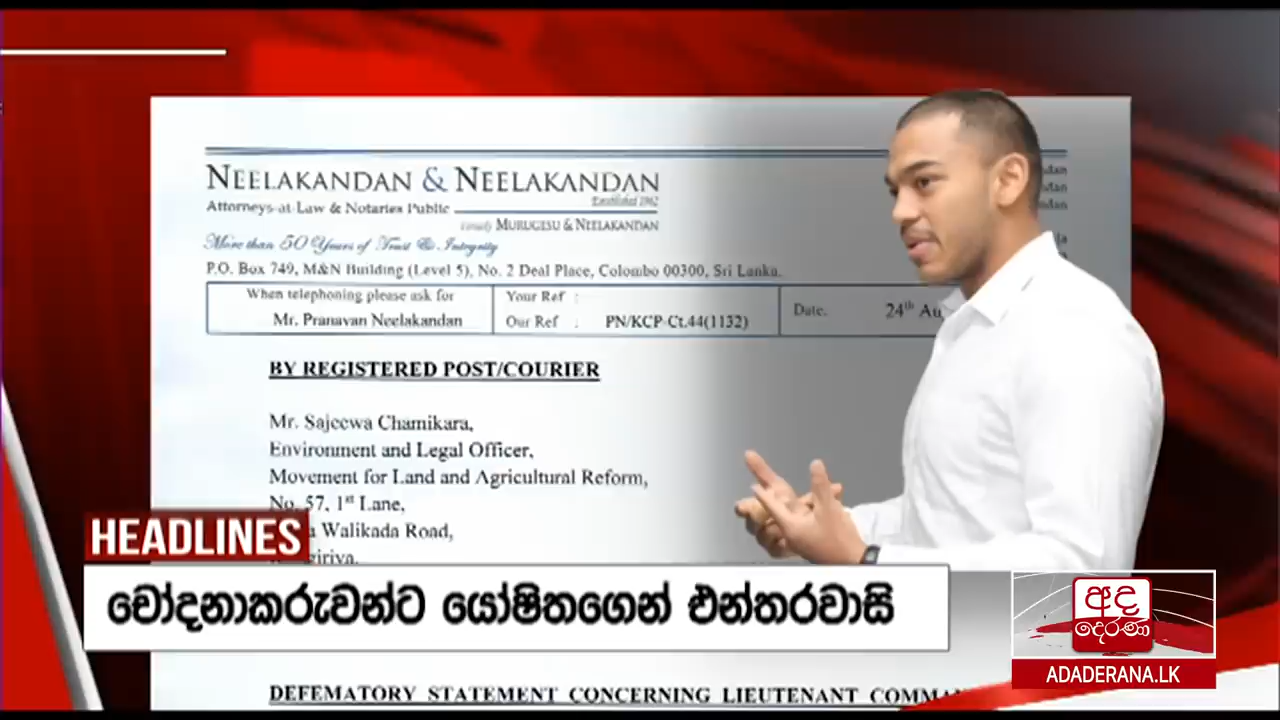 NEELAKANDAN & NEELAKANDAN
Established 1962
Attorneys-at-Law & Notaries Public
Formerly MURUGESU & NEELAKANDAN
More than 50 Years of Trust & Integrity
P.O. Box 749, M&N Building (Level 5), No. 2 Deal Place, Colombo 00300, Sri Lanka.
When telephoning please ask for
Mr. Pranavan Neelakandan
Your Ref :
Our Ref : PN/KCP-Ct.44(1132)
Date. 24th Au
BY REGISTERED POST/COURIER
Mr. Sajeewa Chamikara,
Environment and Legal Officer,
Movement for Land and Agricultural Reform,
No. 57, 1st Lane,
Walikada Road,
HEADLINES
චෝදනාකරුවන්ට යෝෂිතගෙන් එන්තරවාසි
අද
දෙරණ
ADADERANA.LK
DEFEMATORY STATEMENT CONCERNING LIEUTENANT